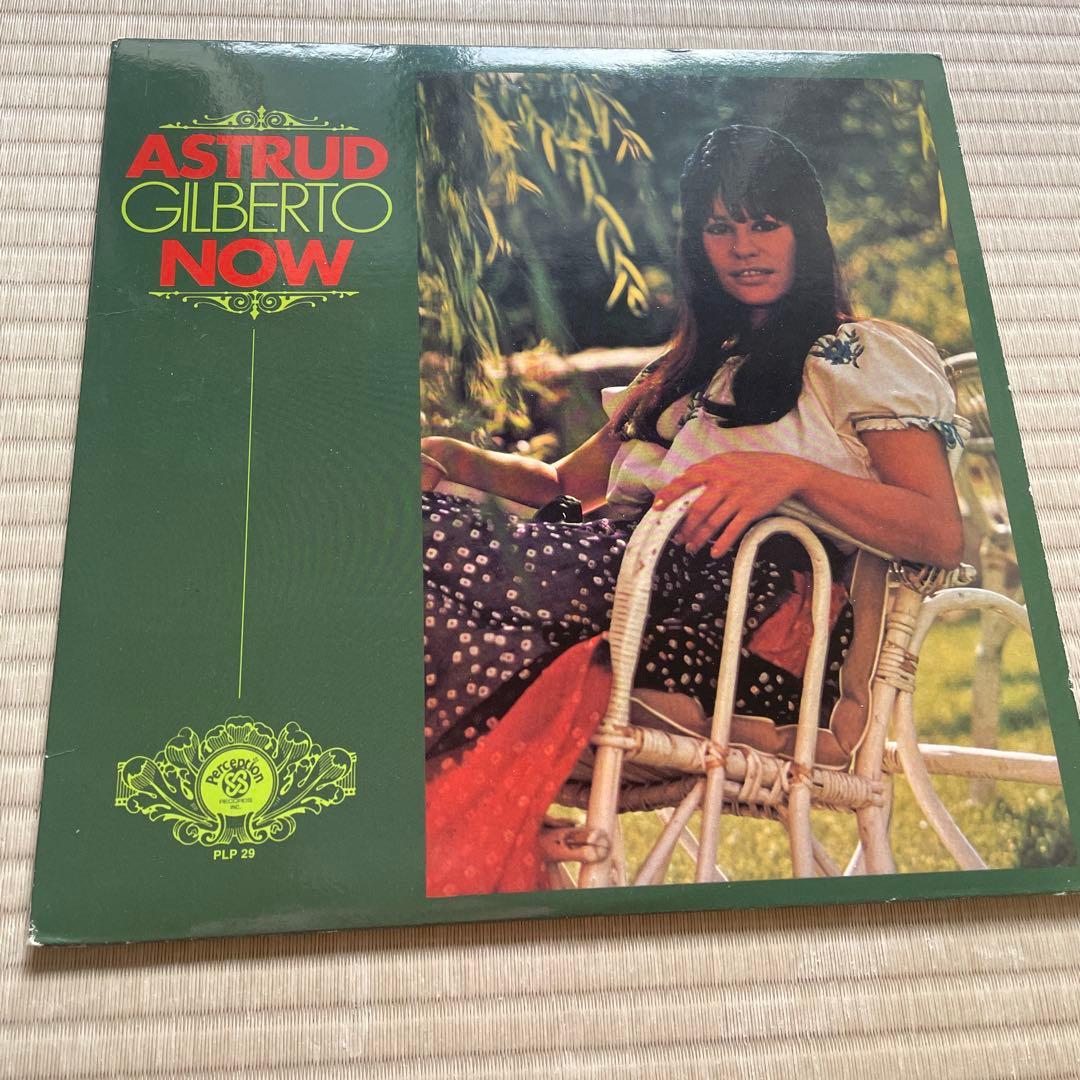 ASTRUD
GILBERTO
NOW
Perception
RECORDS
INC.
PLP 29